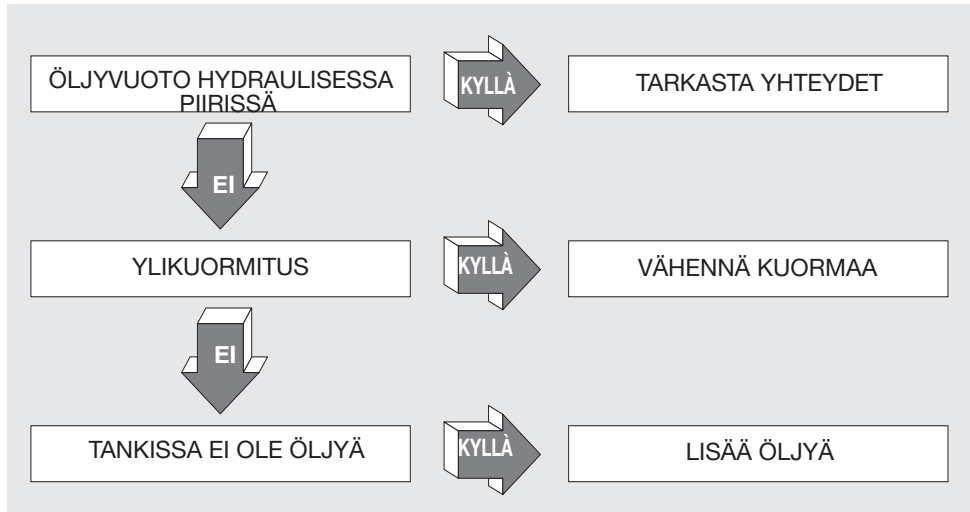 ÖLJYVUOTO HYDRAULISESSA
PIIRISSÄ
KYLLÀ
TARKASTA YHTEYDET
EI
YLIKUORMITUS
KYLLÀ
VÄHENNÄ KUORMAA
EI
TANKISSA EI OLE ÖLJYÄ
KYLLÀ
LISÄÄ ÖLJYÄ